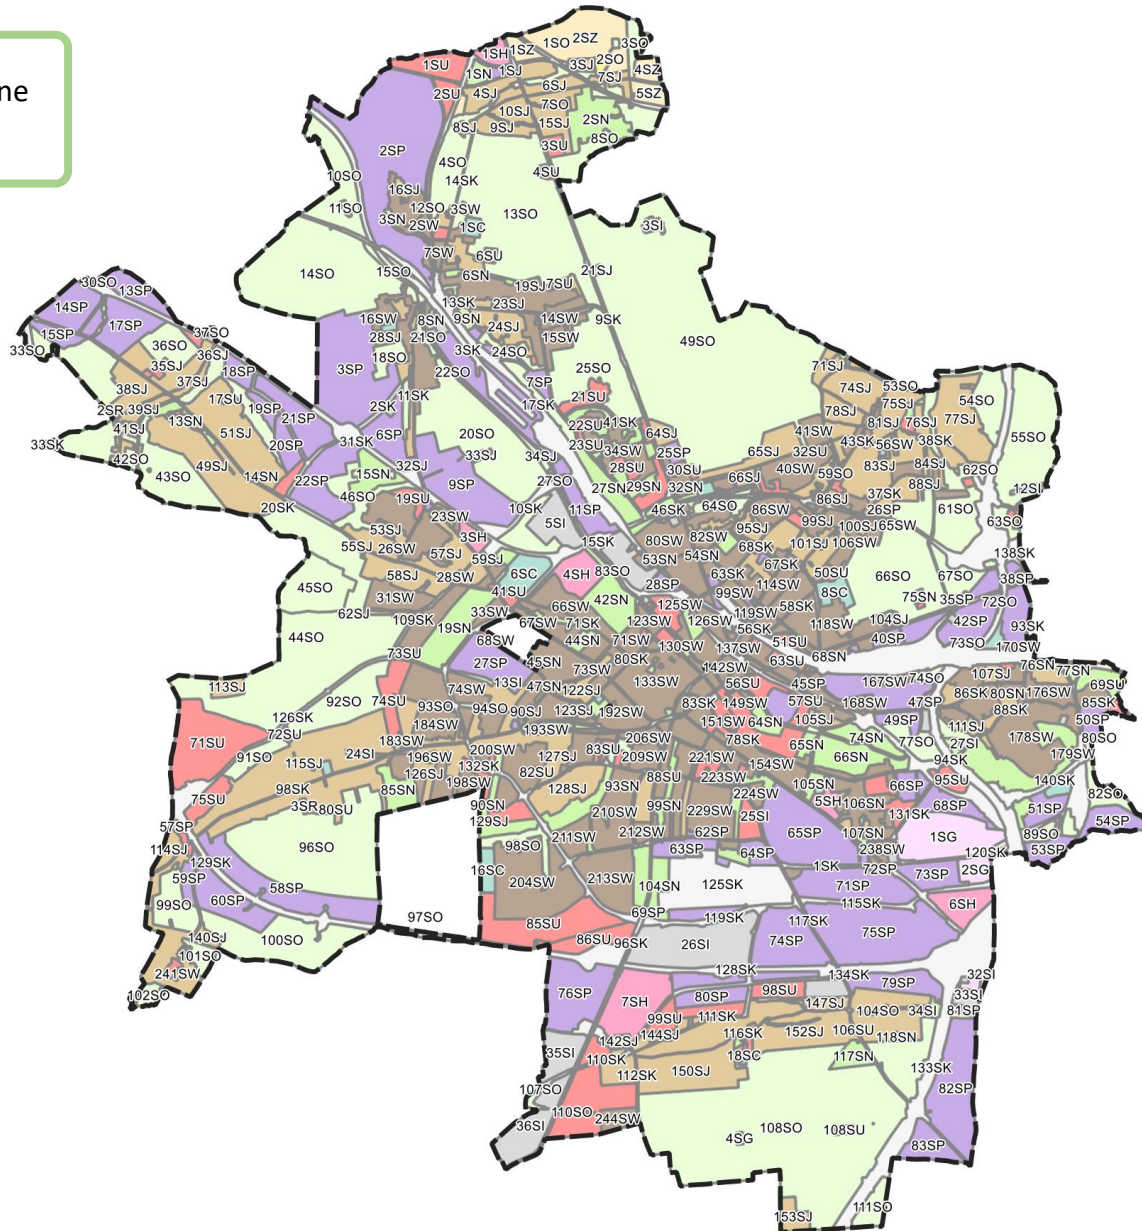 ne
1SO 2SZ
1SH 1SZ 3SO
1SU 2SO
1SN 1SJ 3SJ 4SZ
7SJ
2SU 4SJ 6SJ 5SZ
10SJ 7SO
8SJ 9SJ 15SJ 2SN
8SO
3SU
2SP
4SO 4SU
10SO 14SK
16SJ
11SO 12SO 3SW 13SO
3SN 2SW 1SC 3SI
7SW 6SU
14SO 15SO 6SN 21SJ
30SO 13SP 19SJ 7SU
14SP 13SK 23SJ
16SW 8SN 9SN 14SW 9SK
15SP 17SP 37SO 28SJ 21SO 24SJ 15SW
33SO 36SO 36SJ 18SO 3SK 24SO 49SO
35SJ 18SP 3SP 22SO 25SO 71SJ
38SJ 37SJ 7SP 74SJ 53SO
17SU 11SK 17SK 21SU 54SO
2SR 39SJ 19SP 21SP 2SK 75SJ
41SJ 13SN 78SJ 81SJ 76SJ 77SJ
51SJ 20SP 31SK 6SP 20SO 22SU 41SK 64SJ 41SW 43SK 56SW 38SK
33SK 42SO 33SJ 34SJ 23SU 34SW 25SP 65SJ 32SU 55SO
43SO 49SJ 14SN 22SP 15SN 32SJ 28SU 30SU 40SW 59SO 83SJ 84SJ 62SO
20SK 46SO 19SU 9SP 27SO 27SN 29SN 32SN 66SJ 88SJ 12SI
10SK 11SP 46SK 64SO 86SW 86SJ 37SK 26SP 61SO
53SJ 23SW 5SI 99SJ 100SJ 65SW 63SO
55SJ 26SW 57SJ 3SH 59SJ 15SK 80SW 82SW 95SJ 68SK 101SJ 106SW 138SK
58SJ 28SW 6SC 4SH 83SO 53SN 54SN 67SK 50SU 66SO 67SO 38SP
45SO 31SW 41SU 42SN 28SP 63SK 114SW 8SC 75SN 35SP 72SO
62SJ 109SK 33SW 66SW 125SW 99SW 119SW 58SK 118SW 104SJ 42SP 93SK
44SO 19SN 67SW 71SK 123SW 126SW 56SK 40SP 73SO 170SW
68SW 44SN 71SW 130SW 137SW 51SU 68SN
73SU 27SP 45SN 80SK 142SW 63SU 107SJ 76SN 77SN
113SJ 13SI 47SN 73SW 133SW 56SU 45SP 167SW 74SO 86SK 80SN 176SW 69SU
92SO 74SU 74SW 122SJ 83SK 149SW 57SU 168SW 47SP 88SK 85SK
126SK 93SO 94SO 90SJ 123SJ 192SW 151SW 64SN 105SJ 49SP 111SJ 50SP
72SU 184SW 193SW 206SW 78SK 74SN 77SO 27SI 178SW 80SO
71SU 91SO 183SW 200SW 127SJ 83SU 209SW 221SW 65SN 66SN 94SK 179SW
115SJ 24SI 196SW 132SK 82SU 88SU 223SW 154SW 95SU 140SK
98SK 126SJ 198SW 128SJ 93SN 105SN 66SP 82SO
75SU 3SR 80SU 85SN 90SN 99SN 224SW 5SH 106SN 131SK 68SP 51SP
57SP 129SJ 210SW 229SW 25SI 54SP
114SJ 96SO 98SO 211SW 212SW 62SP 65SP 107SN 1SG 89SO
129SK 63SP 64SP 238SW 120SK 53SP
59SP 58SP 16SC 204SW 213SW 104SN 125SK 1SK 72SP 73SP 2SG
60SP 71SP
99SO 97SO 69SP 119SK 115SK 6SH
140SJ 100SO 85SU 117SK
101SO 86SU 96SK 26SI 74SP 75SP
241SW 128SK 134SK 32SI
102SO 76SP 7SH 80SP 98SU 79SP 33SI
99SU 111SK 147SJ 104SO 34SI 81SP
142SJ 144SJ 116SK 152SJ 106SU 118SN
35SI 110SK 18SC 117SN 133SK
112SK 150SJ 82SP
107SO
110SO 244SW
36SI 4SG 108SO 108SU 83SP
153SJ 111SO